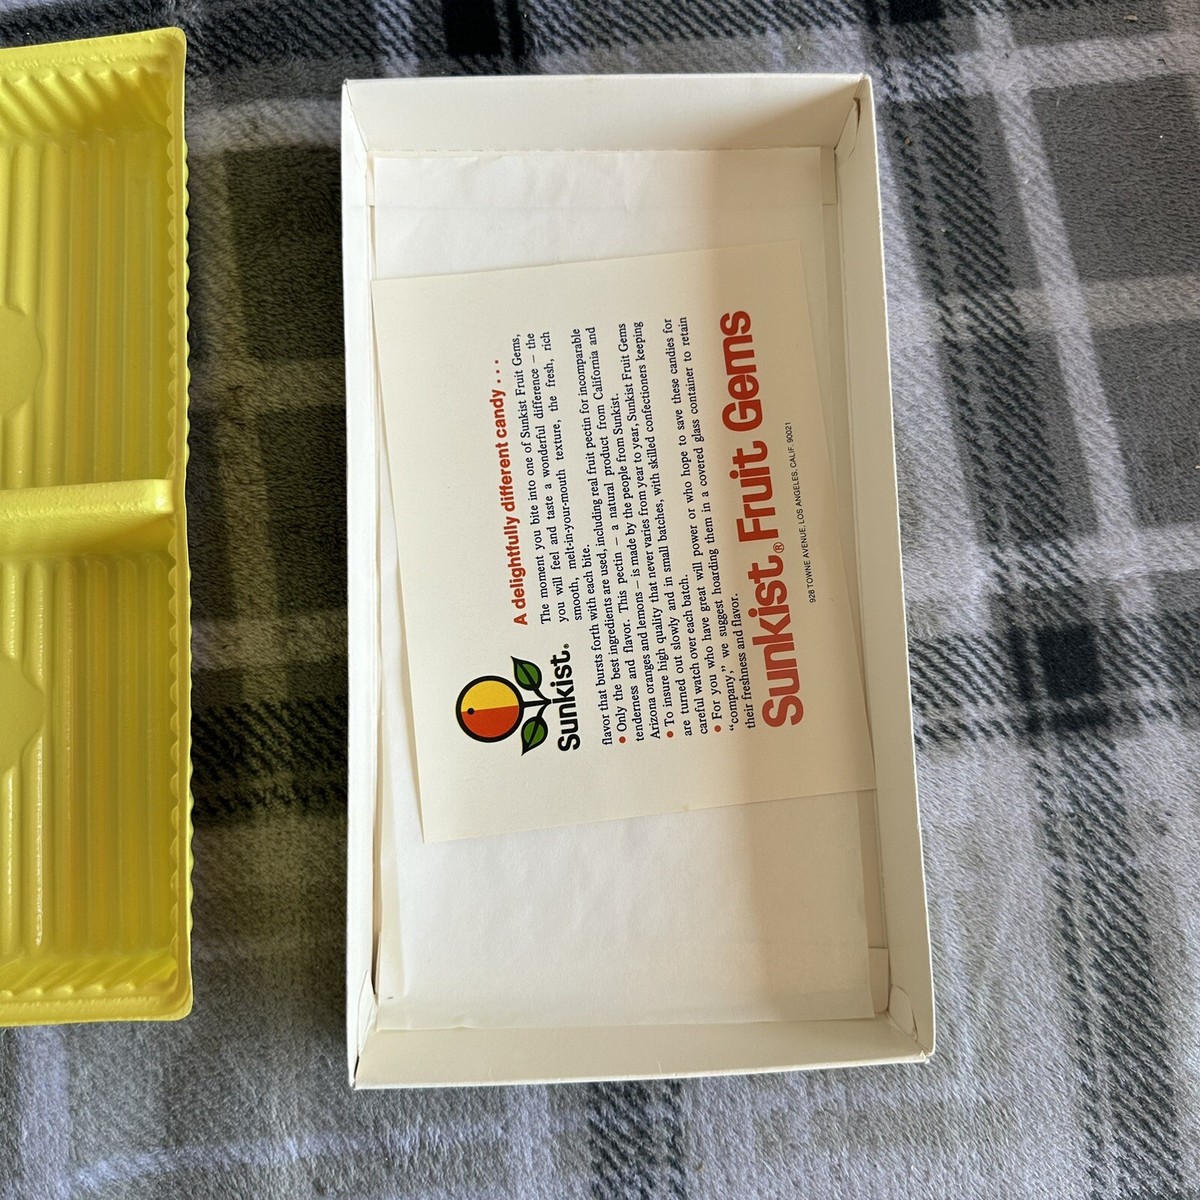 A delightfully different candy . . .
The moment you bite into one of Sunkist Fruit Gems,
you will feel and taste a wonderful difference – the
smooth, melt-in-your-mouth texture, the fresh, rich
Sunkist®
flavor that bursts forth with each bite.
• Only the best ingredients are used, including real fruit pectin for incomparable
tenderness and flavor. This pectin – a natural product from California and
Arizona oranges and lemons – is made by the people from Sunkist.
• To insure high quality that never varies from year to year, Sunkist Fruit Gems
are turned out slowly and in small batches, with skilled confectioners keeping
careful watch over each batch.
• For you who have great will power or who hope to save these candies for
“company,” we suggest hoarding them in a covered glass container to retain
their freshness and flavor.
Sunkist® Fruit Gems
928 TOWNE AVENUE, LOS ANGELES, CALIF. 90021